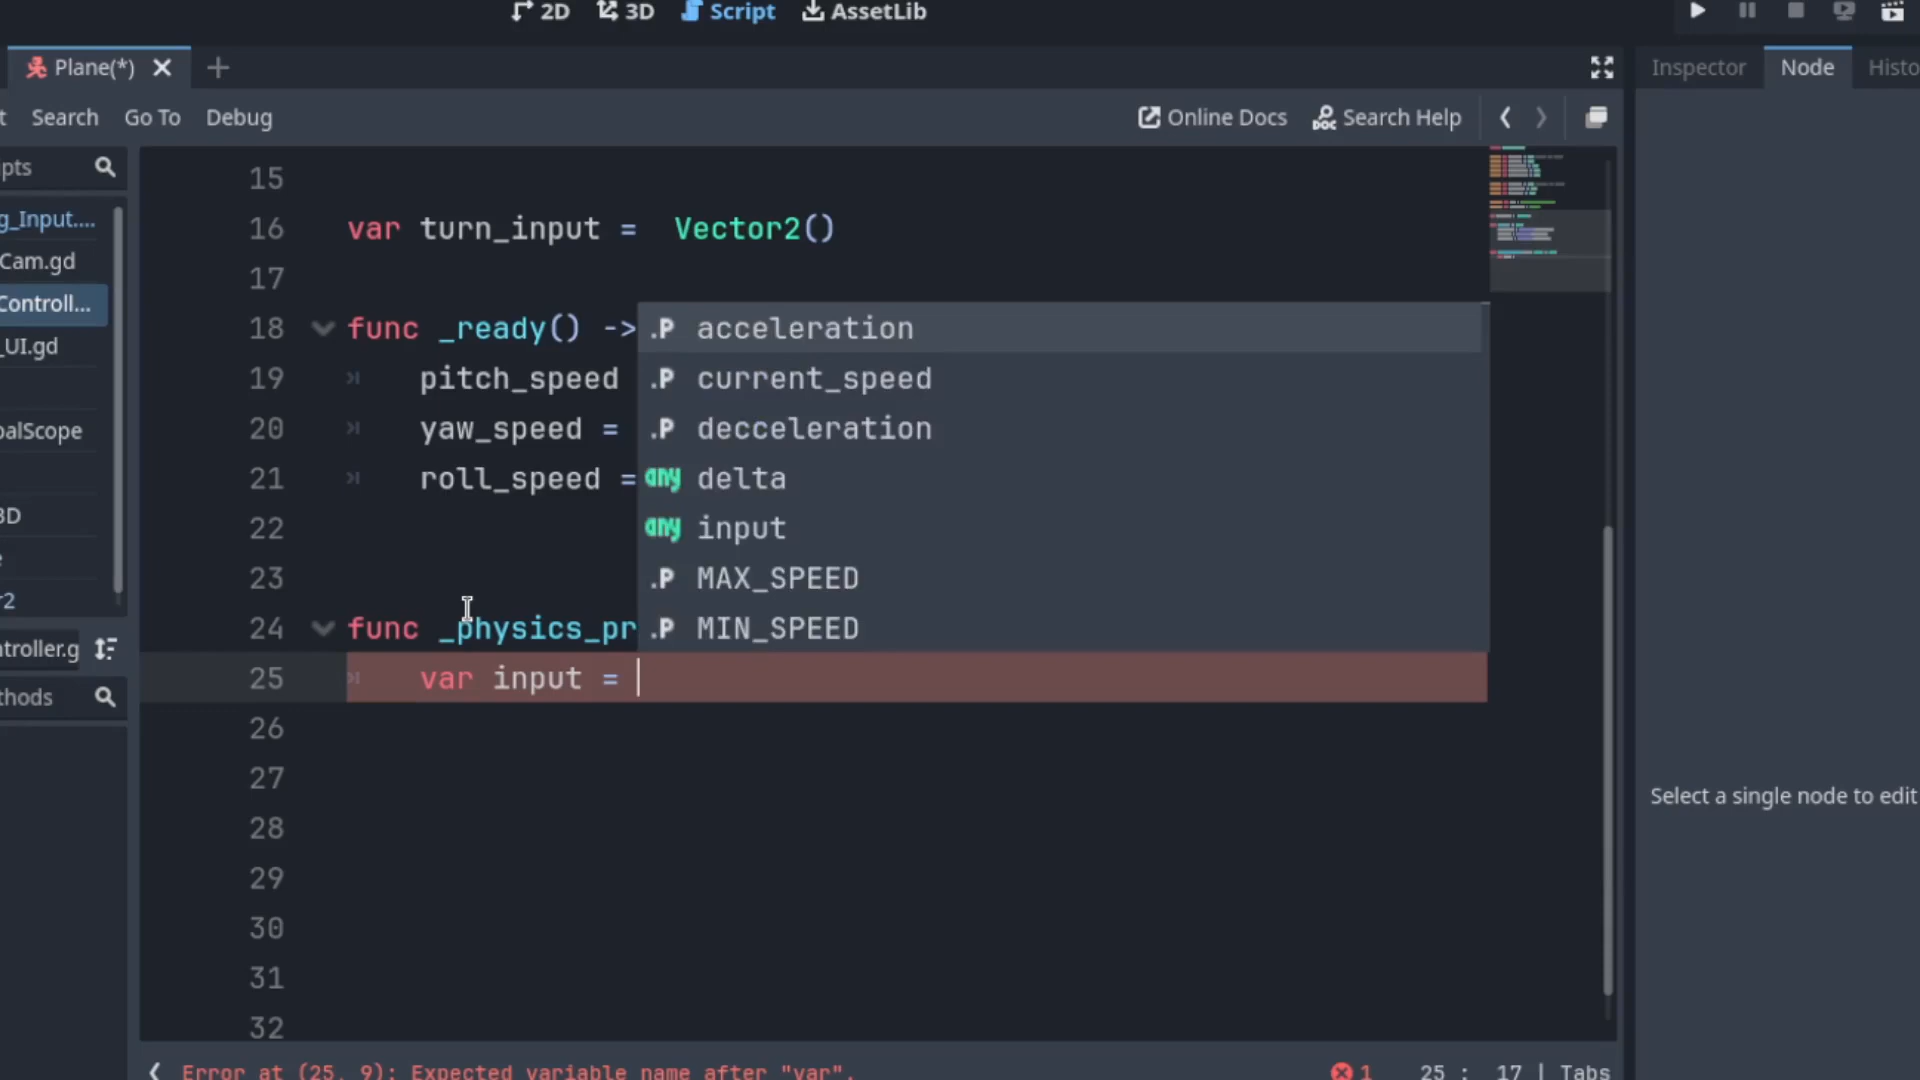 2D 3D Script AssetLib
Plane(*)
Inspector Node Histo
t Search Go To Debug
Online Docs Search Help
ipts
g_Input....
Cam.gd
Controll...
_UI.gd
balScope
3D
e
r2
ntroller.g
thods
15
16 var turn_input = Vector2()
17
18 func _ready() ->
19 pitch_speed
20 yaw_speed =
21 roll_speed =
22
23
24 func _physics_pr
25 var input =
26
27
28
29
30
31
32
.P acceleration
.P current_speed
.P decceleration
any delta
any input
.P MAX_SPEED
.P MIN_SPEED
Select a single node to edit
Error at (25, 9): Expected variable name after "var".
1 25 : 17 | Tabs